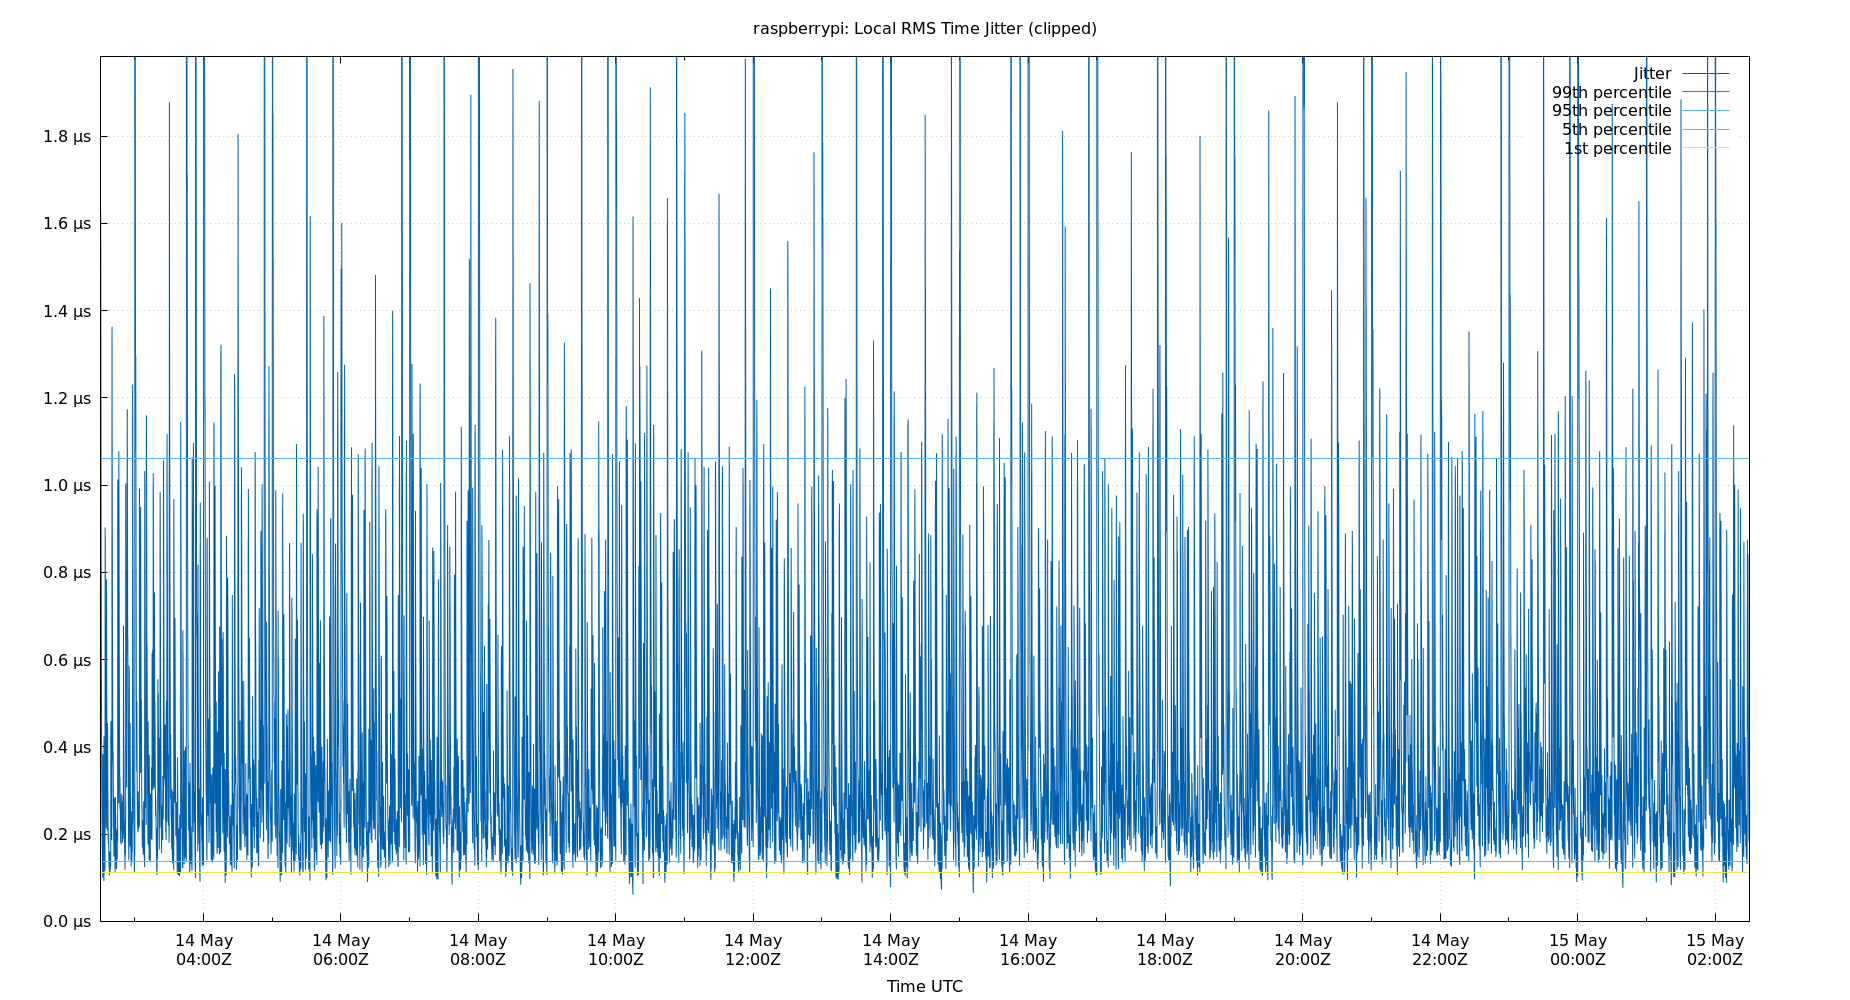 raspberrypi: Local RMS Time Jitter (clipped)
Jitter
99th percentile
95th percentile
5th percentile
1st percentile
1.8 μs
1.6 μs
1.4 μs
1.2 μs
1.0 μs
0.8 μs
0.6 μs
0.4 μs
0.2 μs
0.0 μs
14 May 14 May 14 May 14 May 14 May 14 May 14 May 14 May 14 May 14 May 15 May 15 May
04:00Z 06:00Z 08:00Z 10:00Z 12:00Z 14:00Z 16:00Z 18:00Z 20:00Z 22:00Z 00:00Z 02:00Z
Time UTC